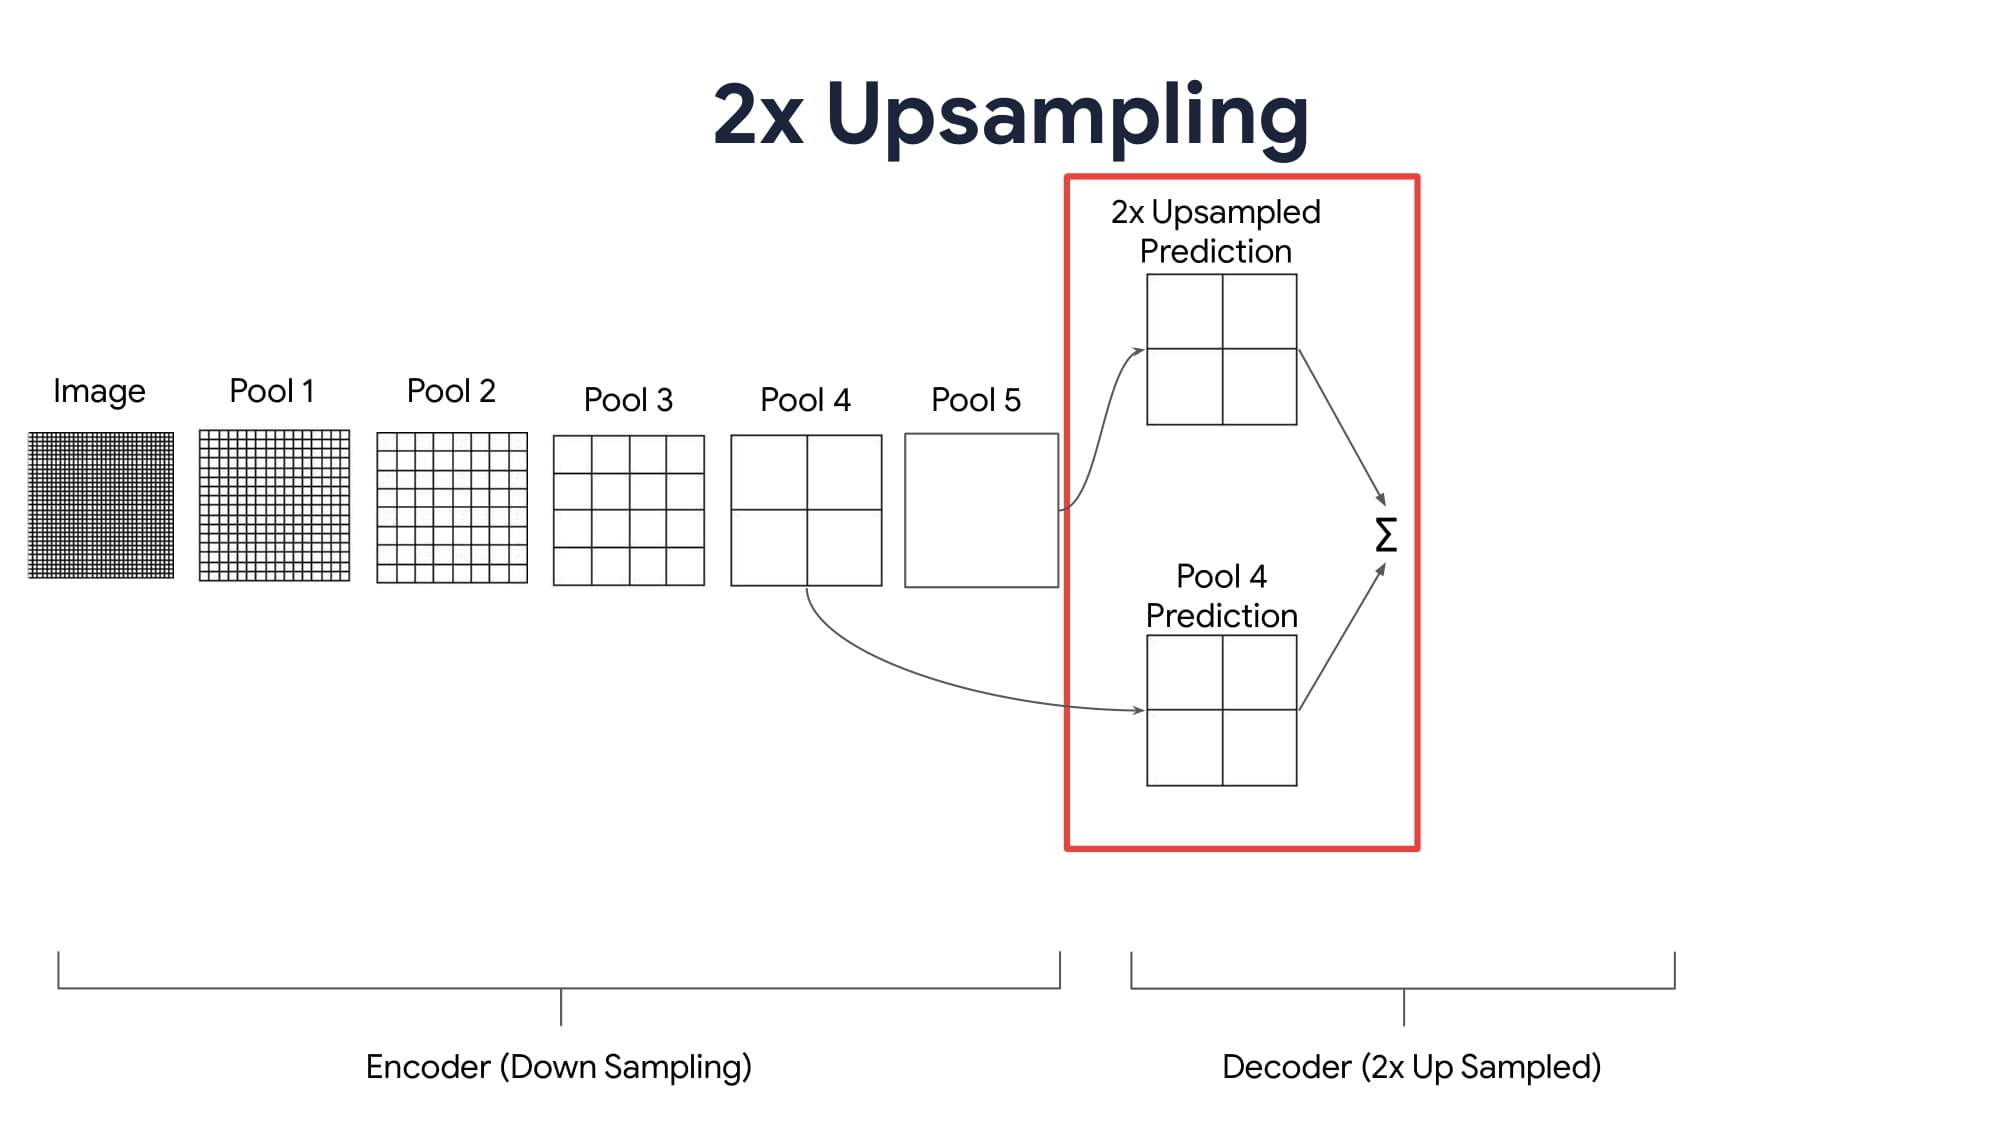 2x Upsampling
2x Upsampled
Prediction
Image
Pool 1
Pool 2
Pool 3
Pool 4
Pool 5
Σ
Pool 4
Prediction
Encoder (Down Sampling)
Decoder (2x Up Sampled)